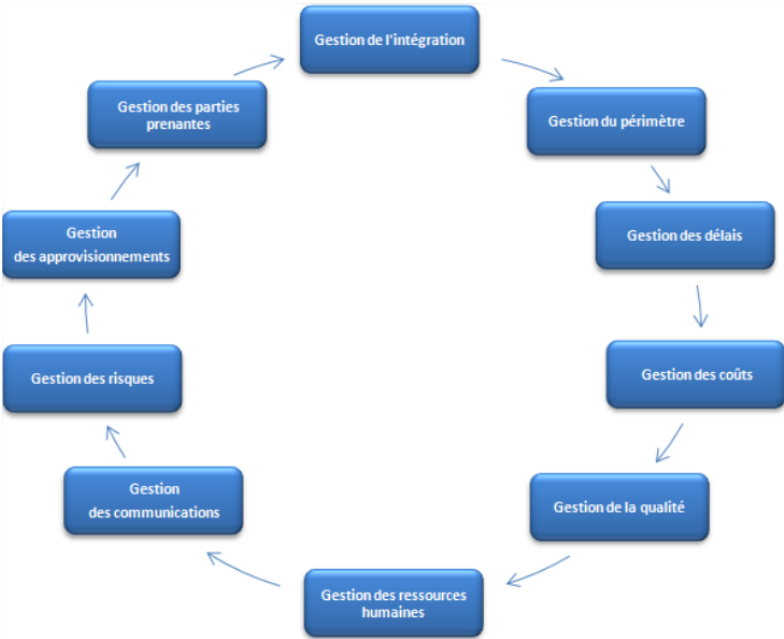 Gestion de l'intégration
Gestion du périmètre
Gestion des délais
Gestion des coûts
Gestion de la qualité
Gestion des ressources
humaines
Gestion
des communications
Gestion des risques
Gestion
des approvisionnements
Gestion des parties
prenantes